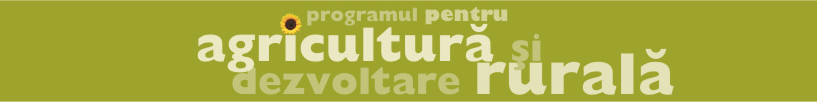 programul pentru
agricultură și
dezvoltare rurală